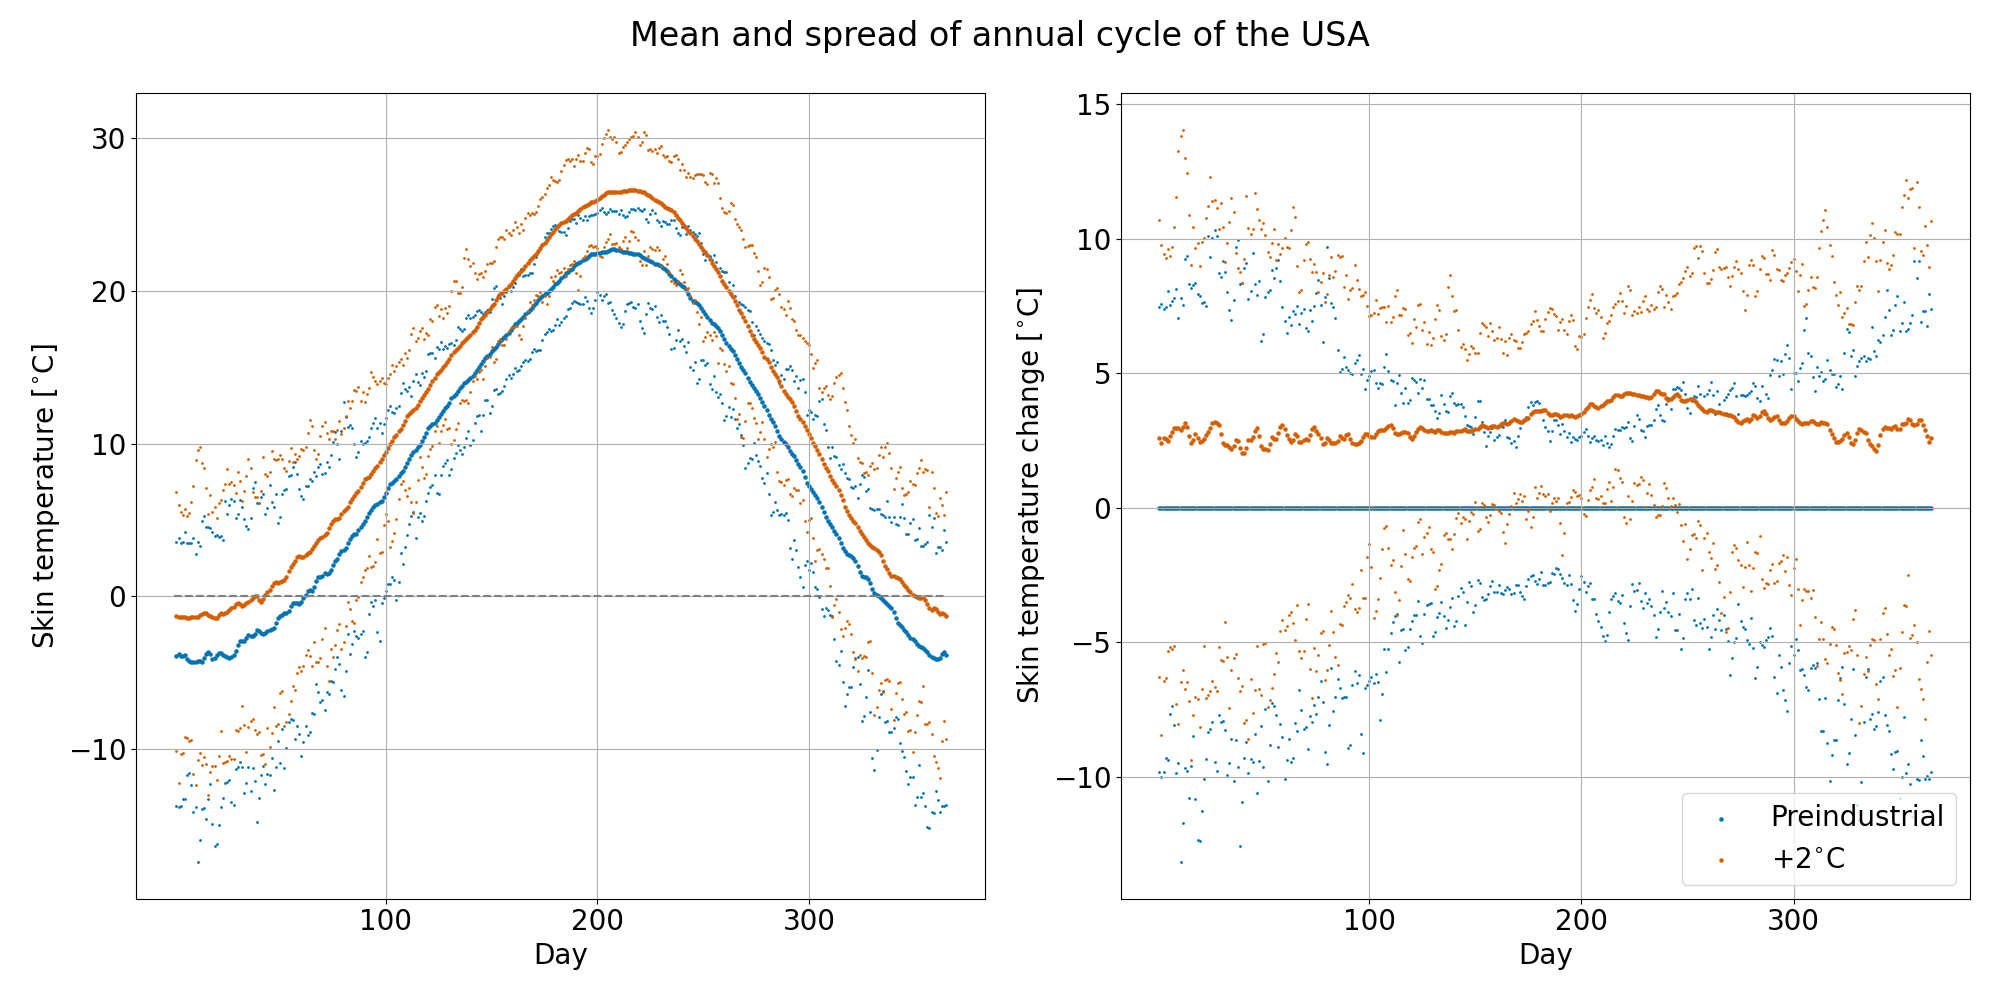 Mean and spread of annual cycle of the USA
Skin temperature [°C]
30
20
10
0
−10
100
200
300
Day
Skin temperature change [°C]
15
10
5
0
−5
−10
100
200
300
Day
Preindustrial
+2°C